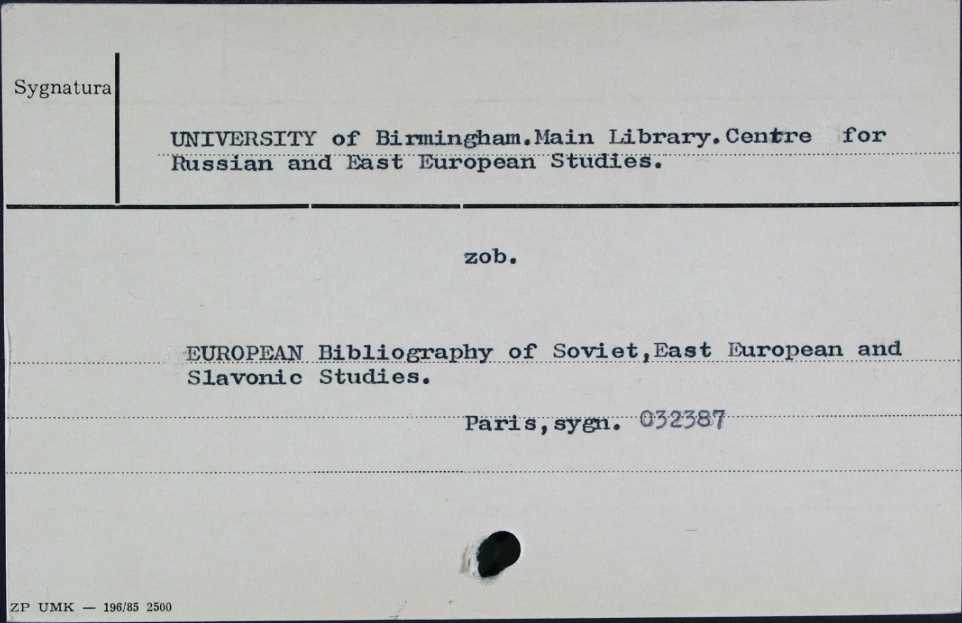 Sygnatura
UNIVERSITY of Birmingham.Main Library.Centre for
Russian and East European Studies.
zob.
EUROPEAN Bibliography of Soviet,East European and
Slavonic Studies.
Paris,sygn. 032387
ZP UMK — 196/85 2500